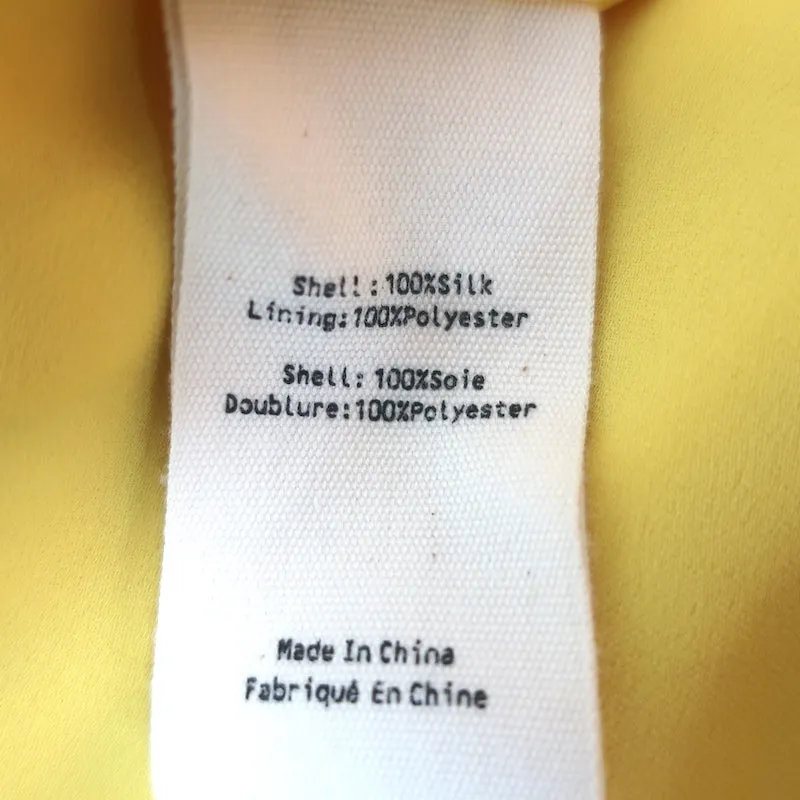 Shell:100%Silk
Lining:100%Polyester
Shell:100%Soie
Doublure:100%Polyester
Made In China
Fabriqué En Chine